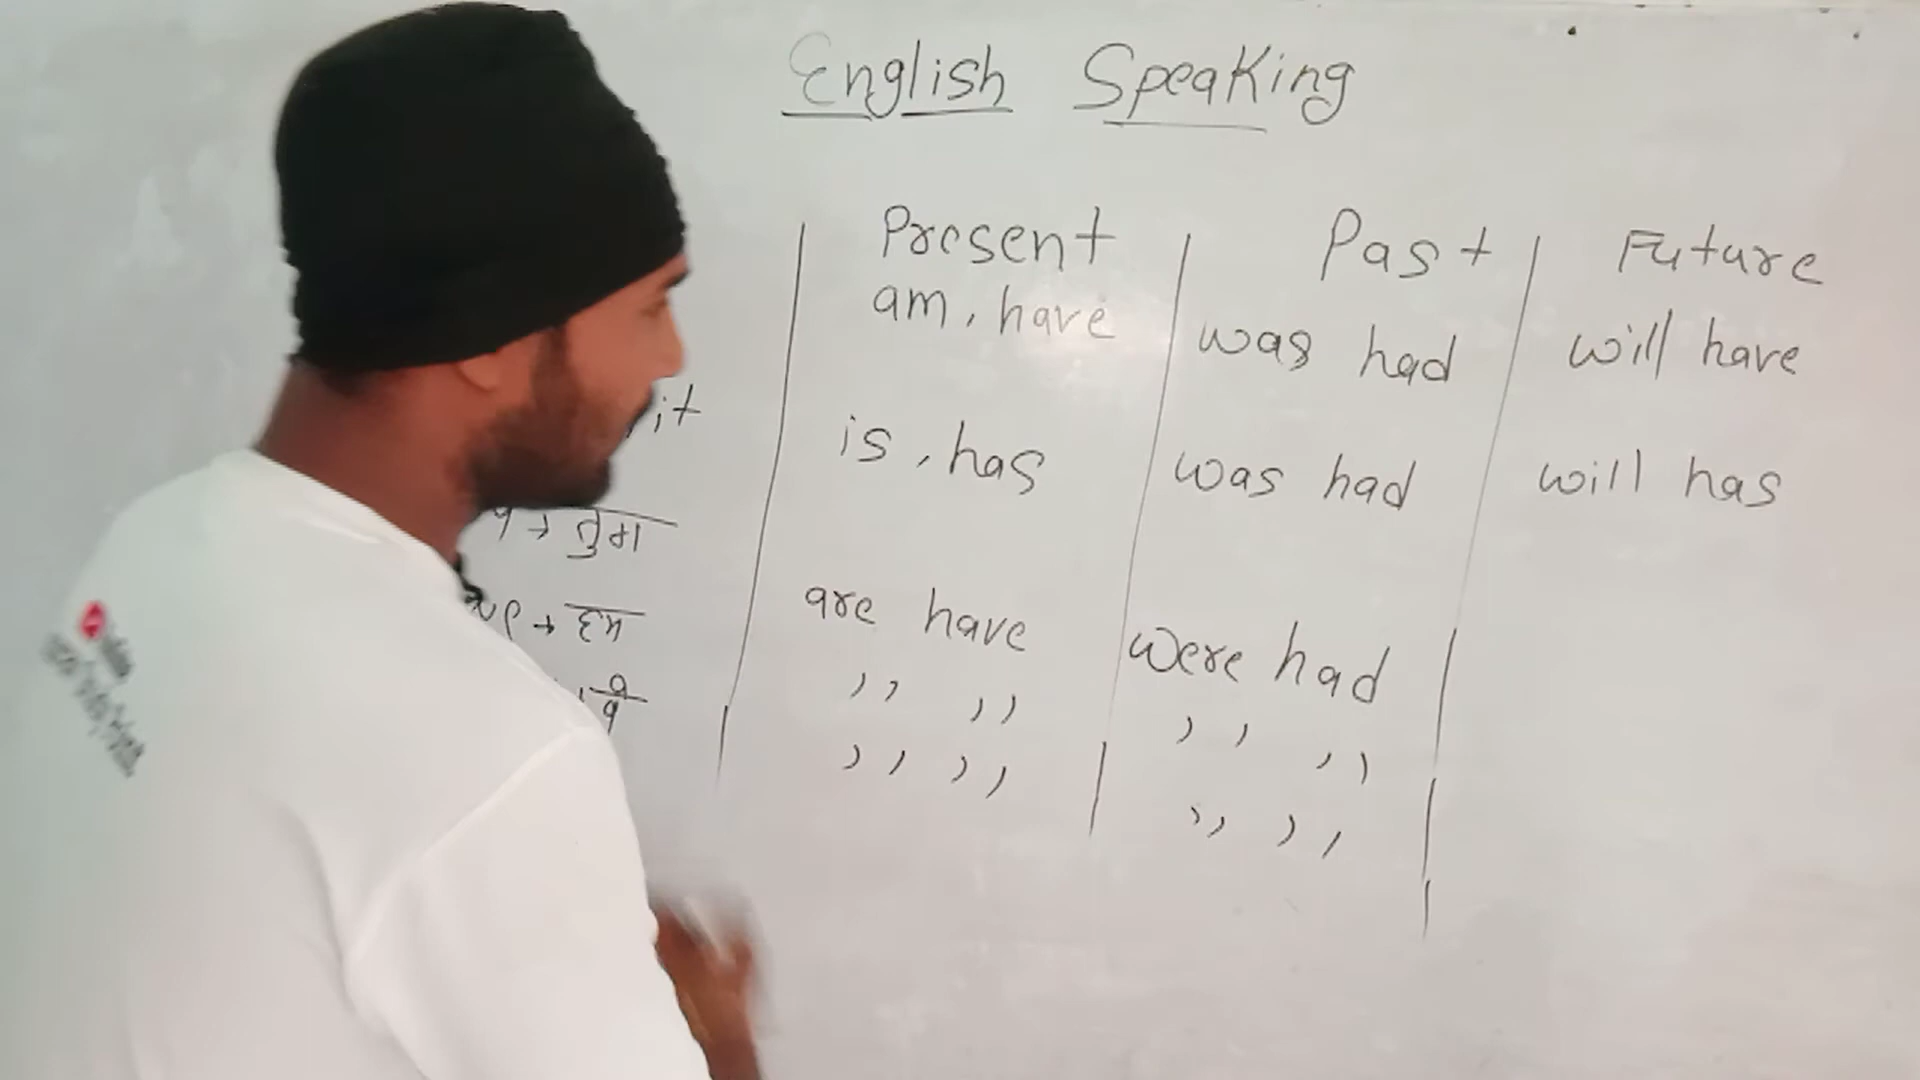 English Speaking
Present Past Future
am, have was had will have
it is, has was had will has
तुम
are have were had
,, ,, ,, ,,
,, ,, ,, ,,